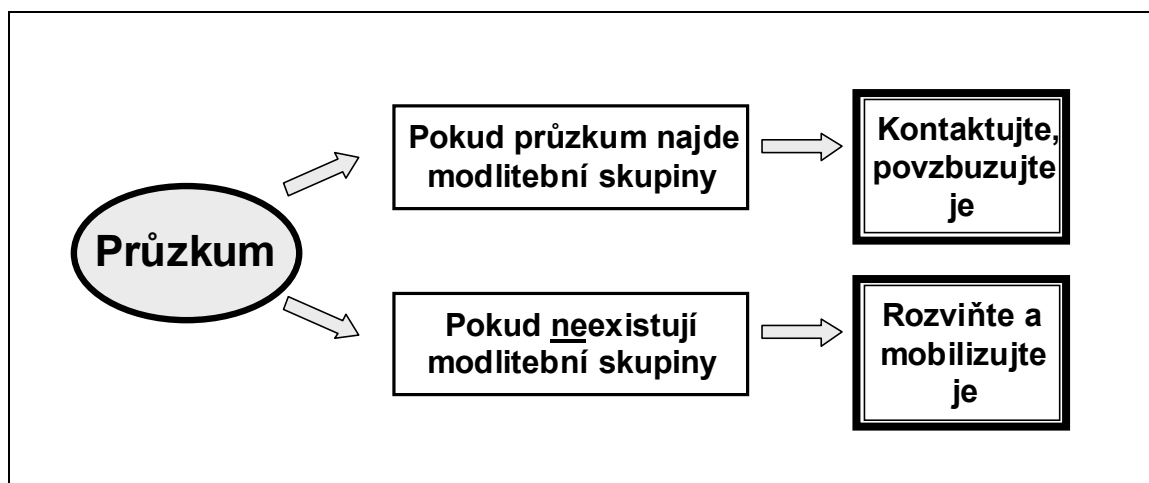 Průzkum
Pokud průzkum najde
modlitební skupiny
Kontaktujte,
povzbuzujte
je
Pokud neexistují
modlitební skupiny
Rozviňte a
mobilizujte
je